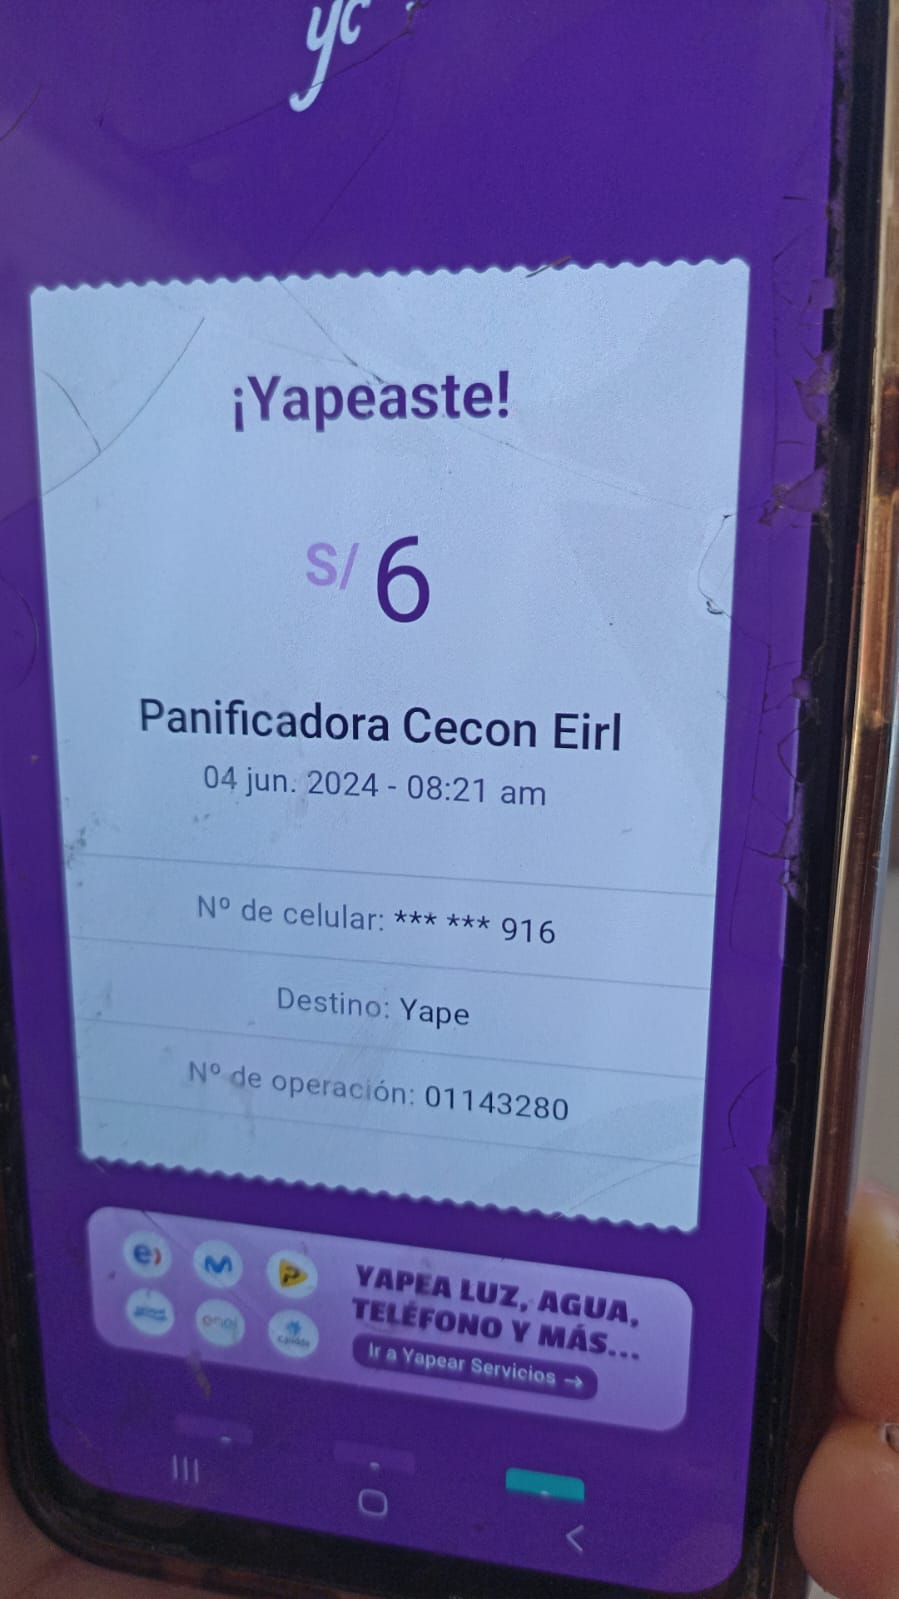 ¡Yapeaste!
S/ 6
Panificadora Cecon Eirl
04 jun. 2024 - 08:21 am
Nº de celular: *** *** 916
Destino: Yape
Nº de operación: 01143280
YAPEA LUZ, AGUA,
TELÉFONO Y MÁS...
Ir a Yapear Servicios →